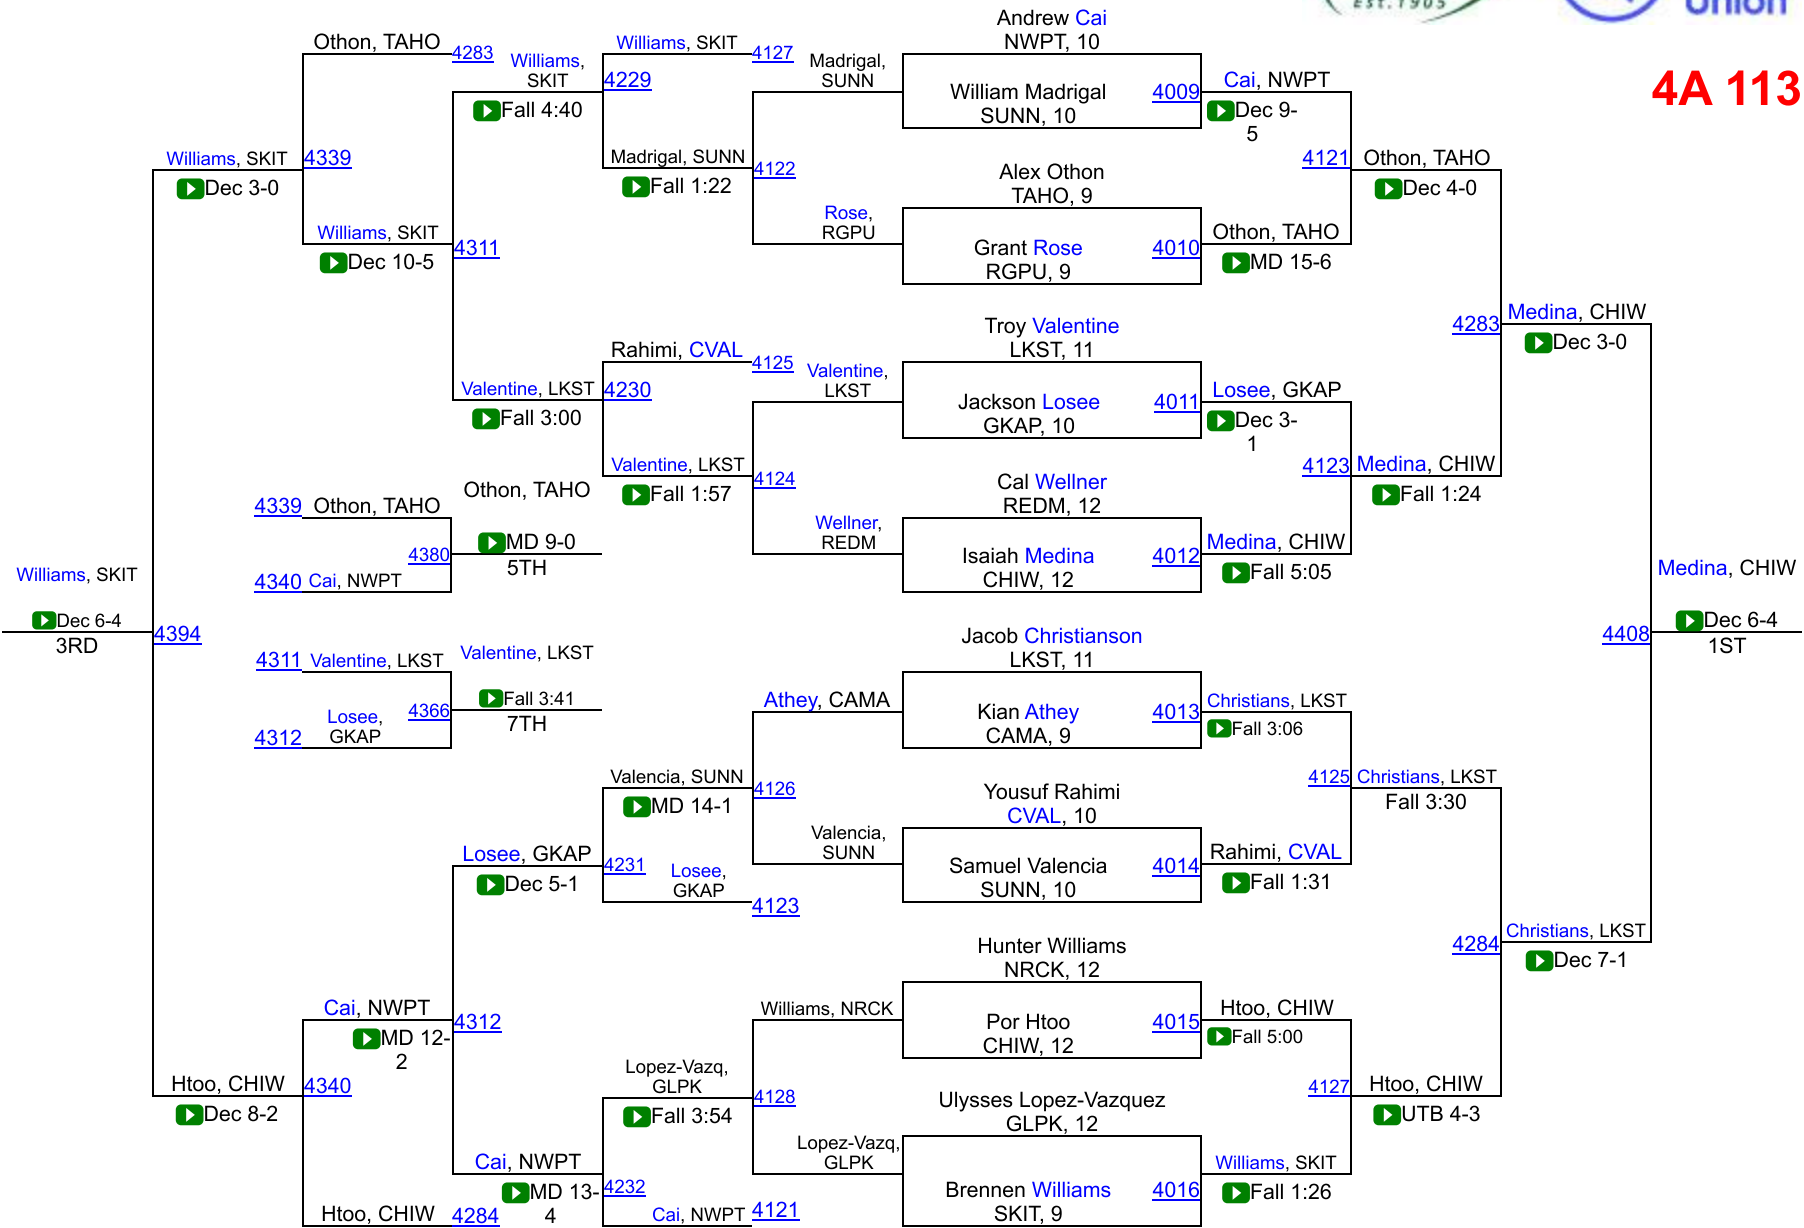 EST.1905
Union
4A 113
Andrew Cai
NWPT, 10
William Madrigal
SUNN, 10
4009
Cai, NWPT
Dec 9-
5
Alex Othon
TAHO, 9
Grant Rose
RGPU, 9
4010
Othon, TAHO
MD 15-6
4121
Othon, TAHO
Dec 4-0
Troy Valentine
LKST, 11
Jackson Losee
GKAP, 10
4011
Losee, GKAP
Dec 3-
1
Cal Wellner
REDM, 12
Isaiah Medina
CHIW, 12
4012
Medina, CHIW
Fall 5:05
4123
Medina, CHIW
Fall 1:24
4283
Medina, CHIW
Dec 3-0
Jacob Christianson
LKST, 11
Kian Athey
CAMA, 9
4013
Christians, LKST
Fall 3:06
Yousuf Rahimi
CVAL, 10
Samuel Valencia
SUNN, 10
4014
Rahimi, CVAL
Fall 1:31
4125
Christians, LKST
Fall 3:30
Hunter Williams
NRCK, 12
Por Htoo
CHIW, 12
4015
Htoo, CHIW
Fall 5:00
Ulysses Lopez-Vazquez
GLPK, 12
Brennen Williams
SKIT, 9
4016
Williams, SKIT
Fall 1:26
4127
Htoo, CHIW
UTB 4-3
4284
Christians, LKST
Dec 7-1
4408
Medina, CHIW
Dec 6-4
1ST
Madrigal,
SUNN
Rose,
RGPU
4122
Madrigal, SUNN
Fall 1:22
Williams, SKIT
4127
4229
Williams,
SKIT
Fall 4:40
Valentine,
LKST
Wellner,
REDM
4124
Valentine, LKST
Fall 1:57
Rahimi, CVAL
4125
4230
Valentine, LKST
Fall 3:00
4311
Williams, SKIT
Dec 10-5
Othon, TAHO
4283
4339
Williams, SKIT
Dec 3-0
4339
Othon, TAHO
4340
Cai, NWPT
4380
Othon, TAHO
MD 9-0
5TH
4311
Valentine, LKST
4312
Losee,
GKAP
4366
Valentine, LKST
Fall 3:41
7TH
Athey, CAMA
Valencia,
SUNN
4126
Valencia, SUNN
MD 14-1
Losee,
GKAP
4123
4231
Losee, GKAP
Dec 5-1
Williams, NRCK
Lopez-Vazq,
GLPK
4128
Lopez-Vazq,
GLPK
Fall 3:54
Cai, NWPT
4121
4232
Cai, NWPT
MD 13-
4
4312
Cai, NWPT
MD 12-
2
Htoo, CHIW
4284
4340
Htoo, CHIW
Dec 8-2
4394
Williams, SKIT
Dec 6-4
3RD